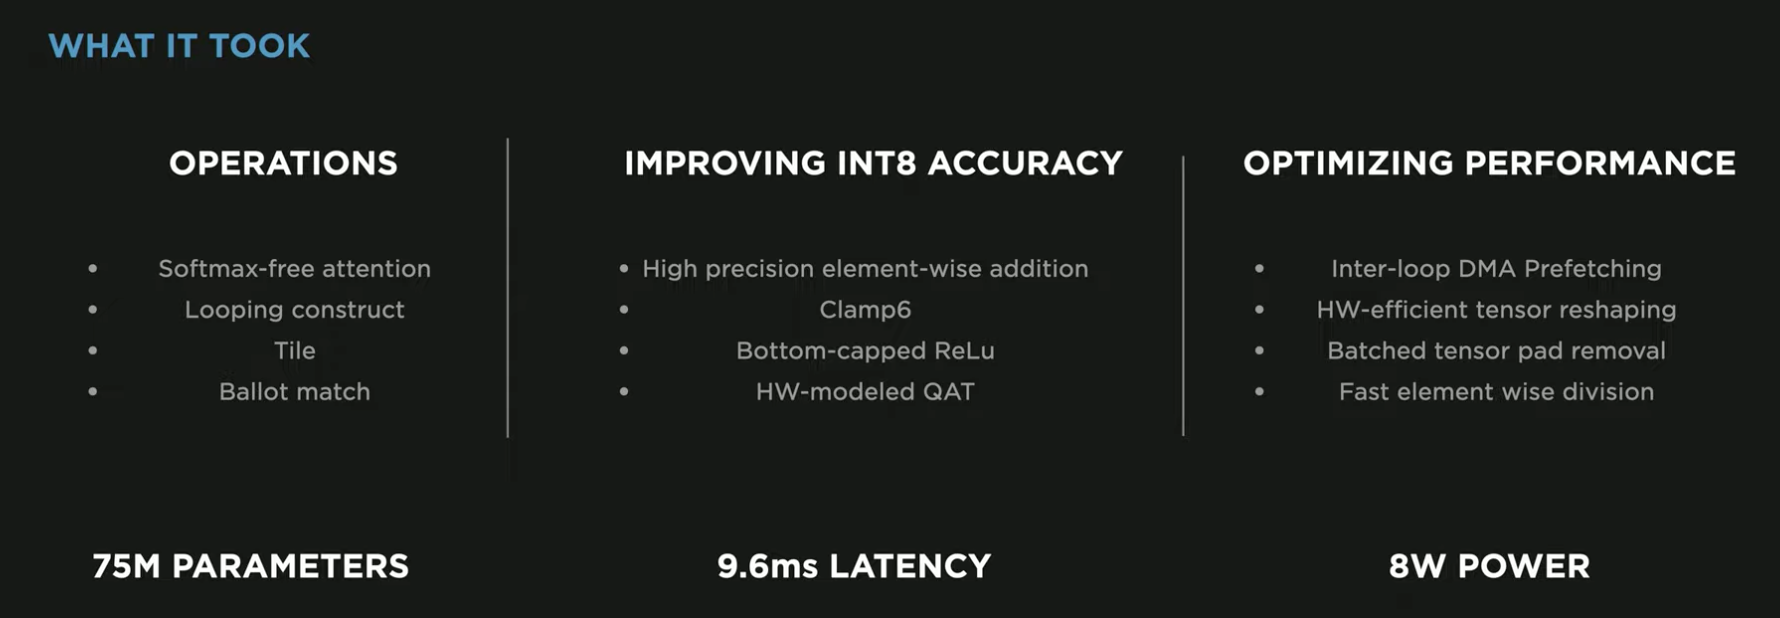 WHAT IT TOOK
OPERATIONS
• Softmax-free attention
• Looping construct
• Tile
• Ballot match
IMPROVING INT8 ACCURACY
• High precision element-wise addition
• Clamp6
• Bottom-capped ReLu
• HW-modeled QAT
OPTIMIZING PERFORMANCE
• Inter-loop DMA Prefetching
• HW-efficient tensor reshaping
• Batched tensor pad removal
• Fast element wise division
75M PARAMETERS
9.6ms LATENCY
8W POWER